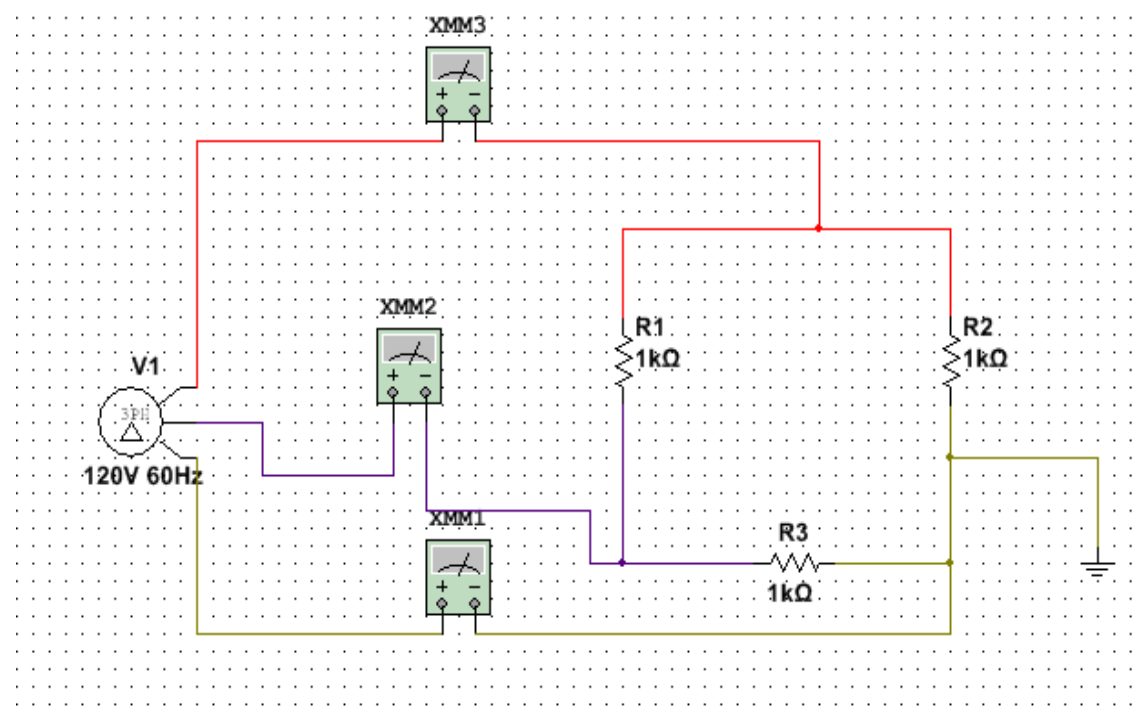 XMM3
+ −
XMM2
+ −
R1
1kΩ
R2
1kΩ
V1
3PH
120V 60Hz
XMM1
+ −
R3
1kΩ